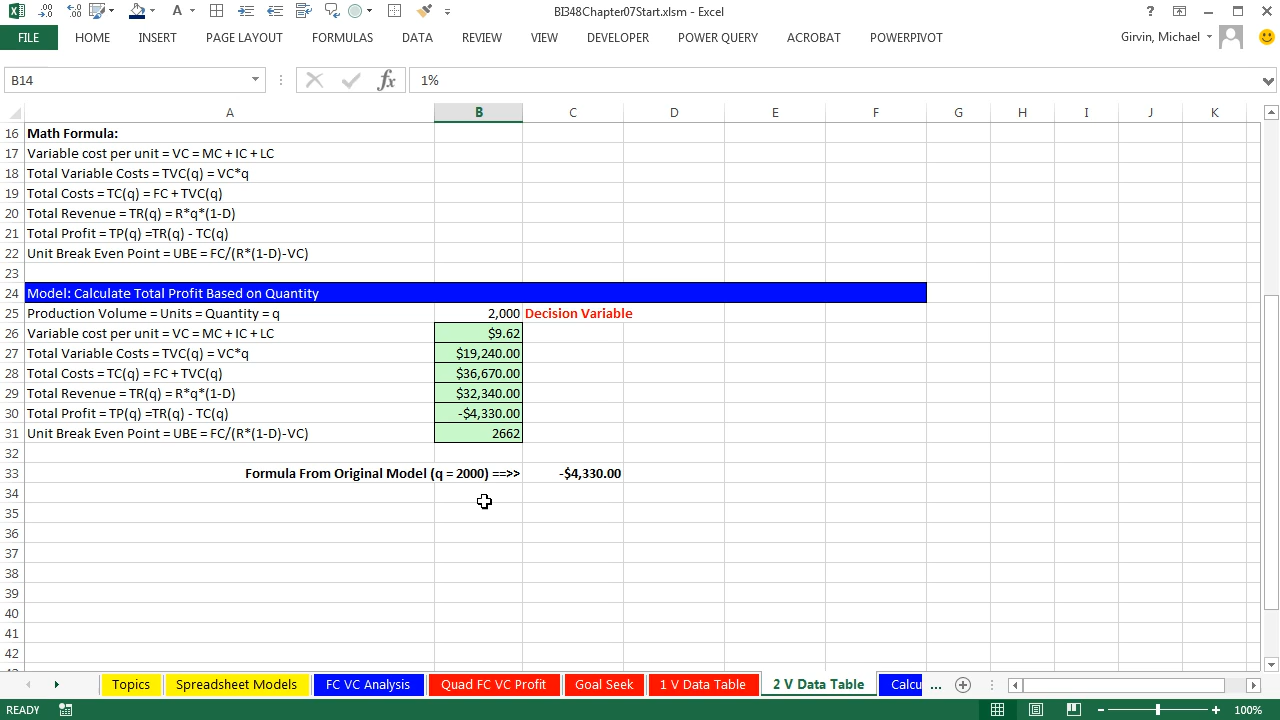 BI348Chapter07Start.xlsm - Excel
FILE HOME INSERT PAGE LAYOUT FORMULAS DATA REVIEW VIEW DEVELOPER POWER QUERY ACROBAT POWERPIVOT Girvin, Michael
B14 fx 1%
A B C D E F G H I J K
16 Math Formula:
17 Variable cost per unit = VC = MC + IC + LC
18 Total Variable Costs = TVC(q) = VC*q
19 Total Costs = TC(q) = FC + TVC(q)
20 Total Revenue = TR(q) = R*q*(1-D)
21 Total Profit = TP(q) =TR(q) - TC(q)
22 Unit Break Even Point = UBE = FC/(R*(1-D)-VC)
23
24 Model: Calculate Total Profit Based on Quantity
25 Production Volume = Units = Quantity = q 2,000 Decision Variable
26 Variable cost per unit = VC = MC + IC + LC $9.62
27 Total Variable Costs = TVC(q) = VC*q $19,240.00
28 Total Costs = TC(q) = FC + TVC(q) $36,670.00
29 Total Revenue = TR(q) = R*q*(1-D) $32,340.00
30 Total Profit = TP(q) =TR(q) - TC(q) -$4,330.00
31 Unit Break Even Point = UBE = FC/(R*(1-D)-VC) 2662
32
33 Formula From Original Model (q = 2000) ==>> -$4,330.00
34
35
36
37
38
39
40
41
42
Topics Spreadsheet Models FC VC Analysis Quad FC VC Profit Goal Seek 1 V Data Table 2 V Data Table Calcu ...
READY 100%